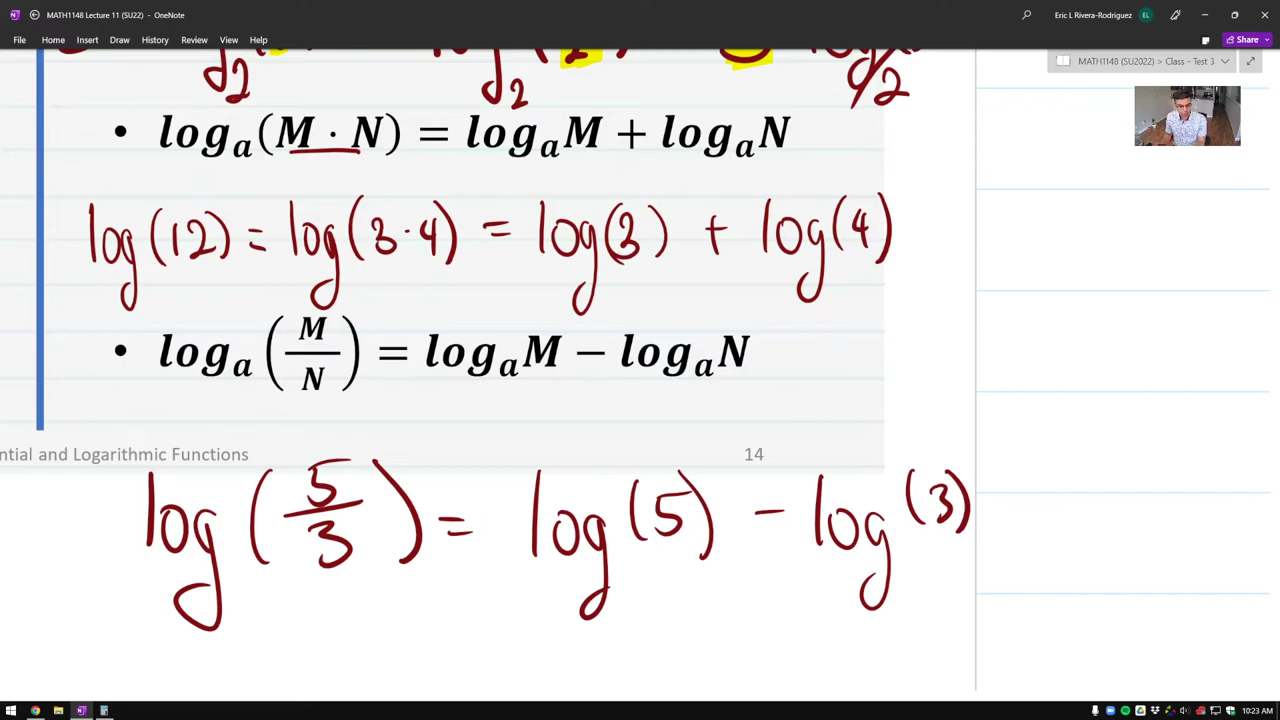 MATH1148 Lecture 11 (SU22) - OneNote
Eric L Rivera-Rodriguez EL
File Home Insert Draw History Review View Help
Share
MATH1148 (SU2022) > Class - Test 3
• log_a(M · N) = log_a M + log_a N
log(12) = log(3·4) = log(3) + log(4)
• log_a(M/N) = log_a M − log_a N
ntial and Logarithmic Functions 14
log(5/3) = log(5) - log(3)
10:23 AM